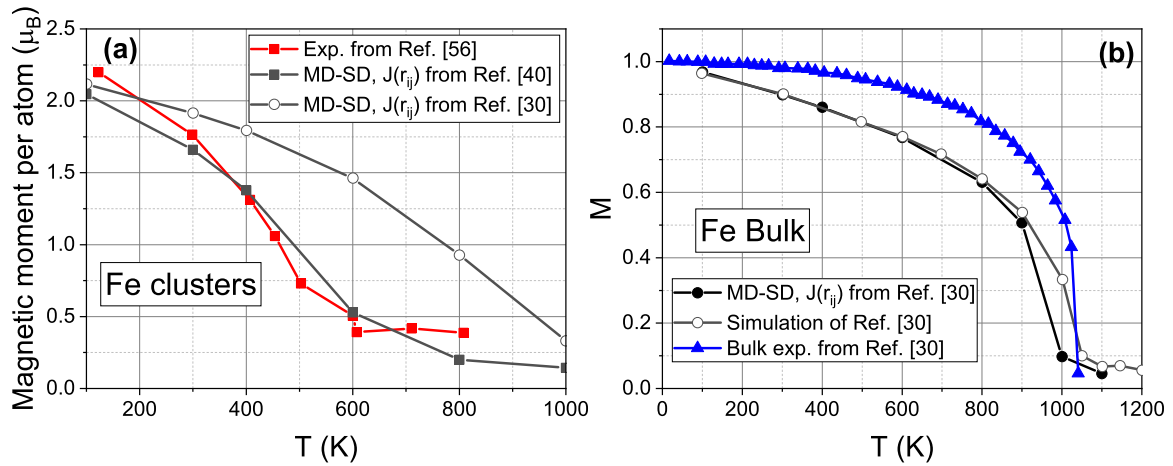 (a)
Exp. from Ref. [56]
MD-SD, J(rij) from Ref. [40]
MD-SD, J(rij) from Ref. [30]
Fe clusters
Magnetic moment per atom (μB)
2.5
2.0
1.5
1.0
0.5
0.0
200 400 600 800 1000
T (K)
(b)
Fe Bulk
MD-SD, J(rij) from Ref. [30]
Simulation of Ref. [30]
Bulk exp. from Ref. [30]
M
1.0
0.8
0.6
0.4
0.2
0.0
0 200 400 600 800 1000 1200
T (K)